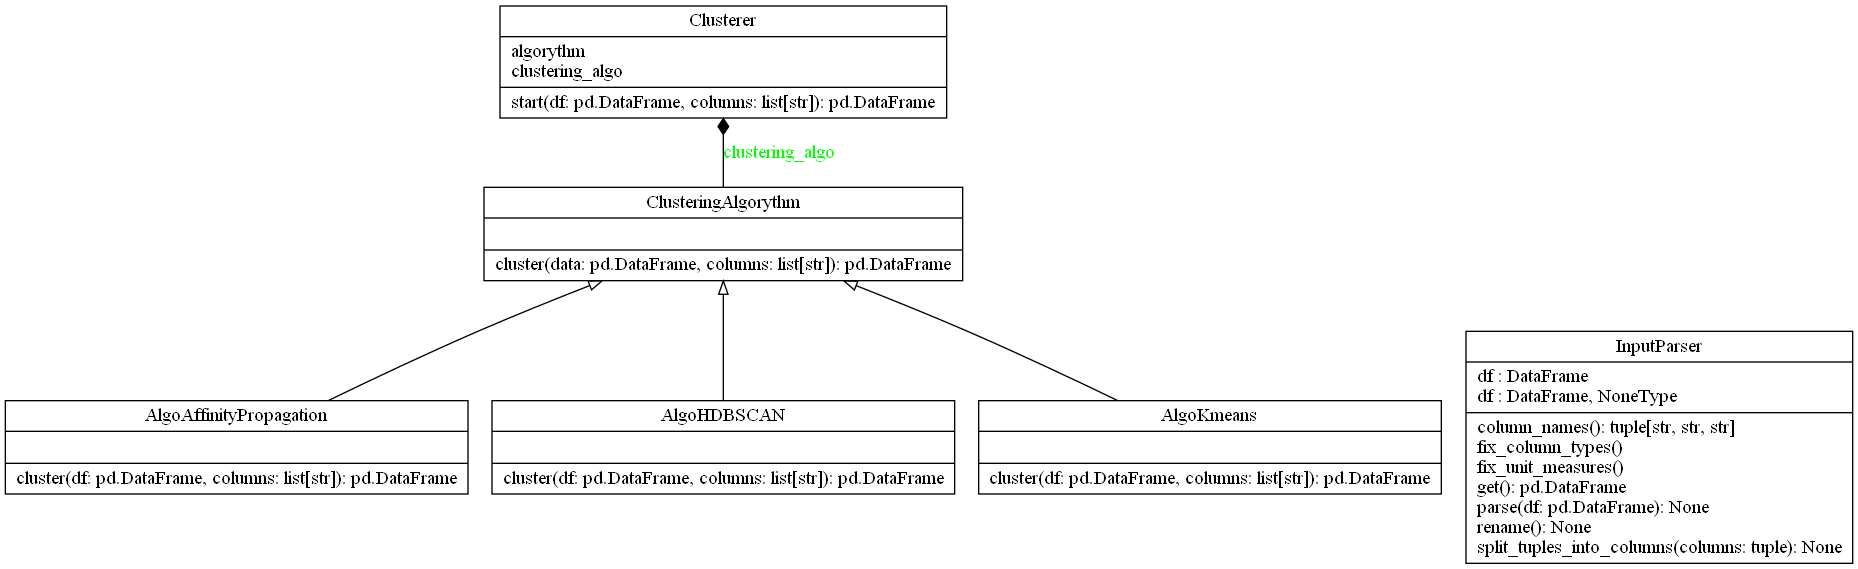 Clusterer
algorythm
clustering_algo
start(df: pd.DataFrame, columns: list[str]): pd.DataFrame
clustering_algo
ClusteringAlgorythm
cluster(data: pd.DataFrame, columns: list[str]): pd.DataFrame
AlgoAffinityPropagation
cluster(df: pd.DataFrame, columns: list[str]): pd.DataFrame
AlgoHDBSCAN
cluster(df: pd.DataFrame, columns: list[str]): pd.DataFrame
AlgoKmeans
cluster(df: pd.DataFrame, columns: list[str]): pd.DataFrame
InputParser
df : DataFrame
df : DataFrame, NoneType
column_names(): tuple[str, str, str]
fix_column_types()
fix_unit_measures()
get(): pd.DataFrame
parse(df: pd.DataFrame): None
rename(): None
split_tuples_into_columns(columns: tuple): None